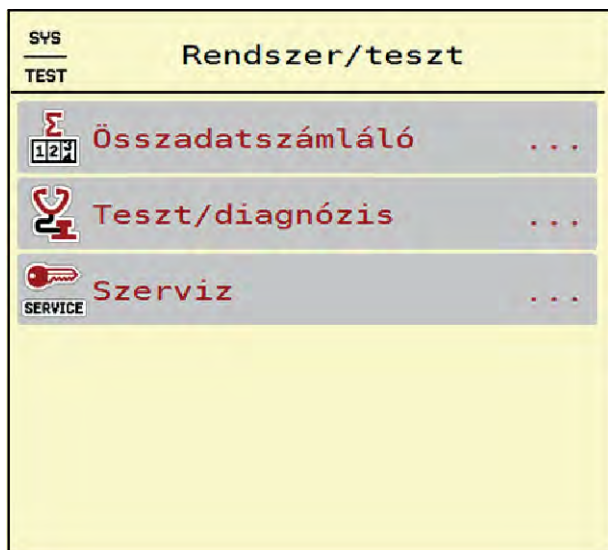 SYS
TEST
Rendszer/teszt
Összadatszámláló ...
Teszt/diagnózis ...
SERVICE Szerviz ...